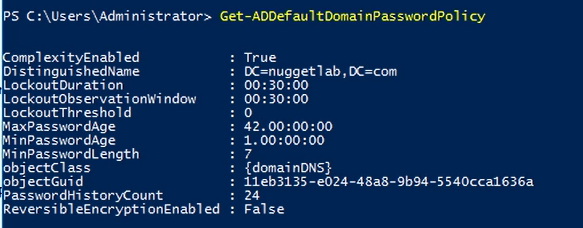 PS C:\Users\Administrator> Get-ADDefaultDomainPasswordPolicy
ComplexityEnabled : True
DistinguishedName : DC=nuggetlab,DC=com
LockoutDuration : 00:30:00
LockoutObservationWindow : 00:30:00
LockoutThreshold : 0
MaxPasswordAge : 42.00:00:00
MinPasswordAge : 1.00:00:00
MinPasswordLength : 7
objectClass : {domainDNS}
objectGuid : 11eb3135-e024-48a8-9b94-5540cca1636a
PasswordHistoryCount : 24
ReversibleEncryptionEnabled : False